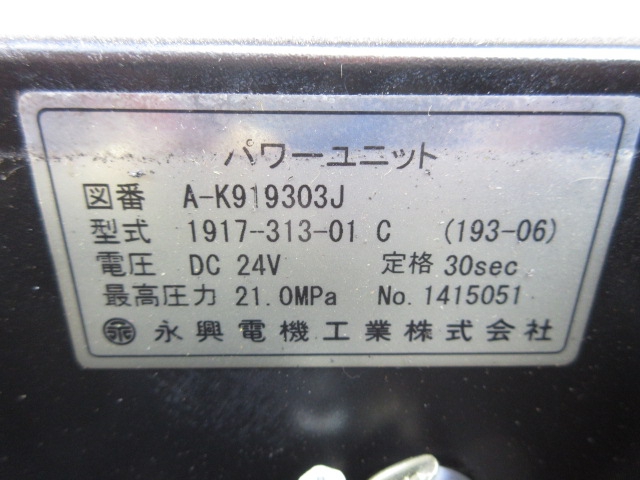 パワーユニット
図番 A-K919303J
型式 1917-313-01 C (193-06)
電圧 DC 24V 定格 30sec
最高圧力 21.0MPa No.1415051
永興電機工業株式会社